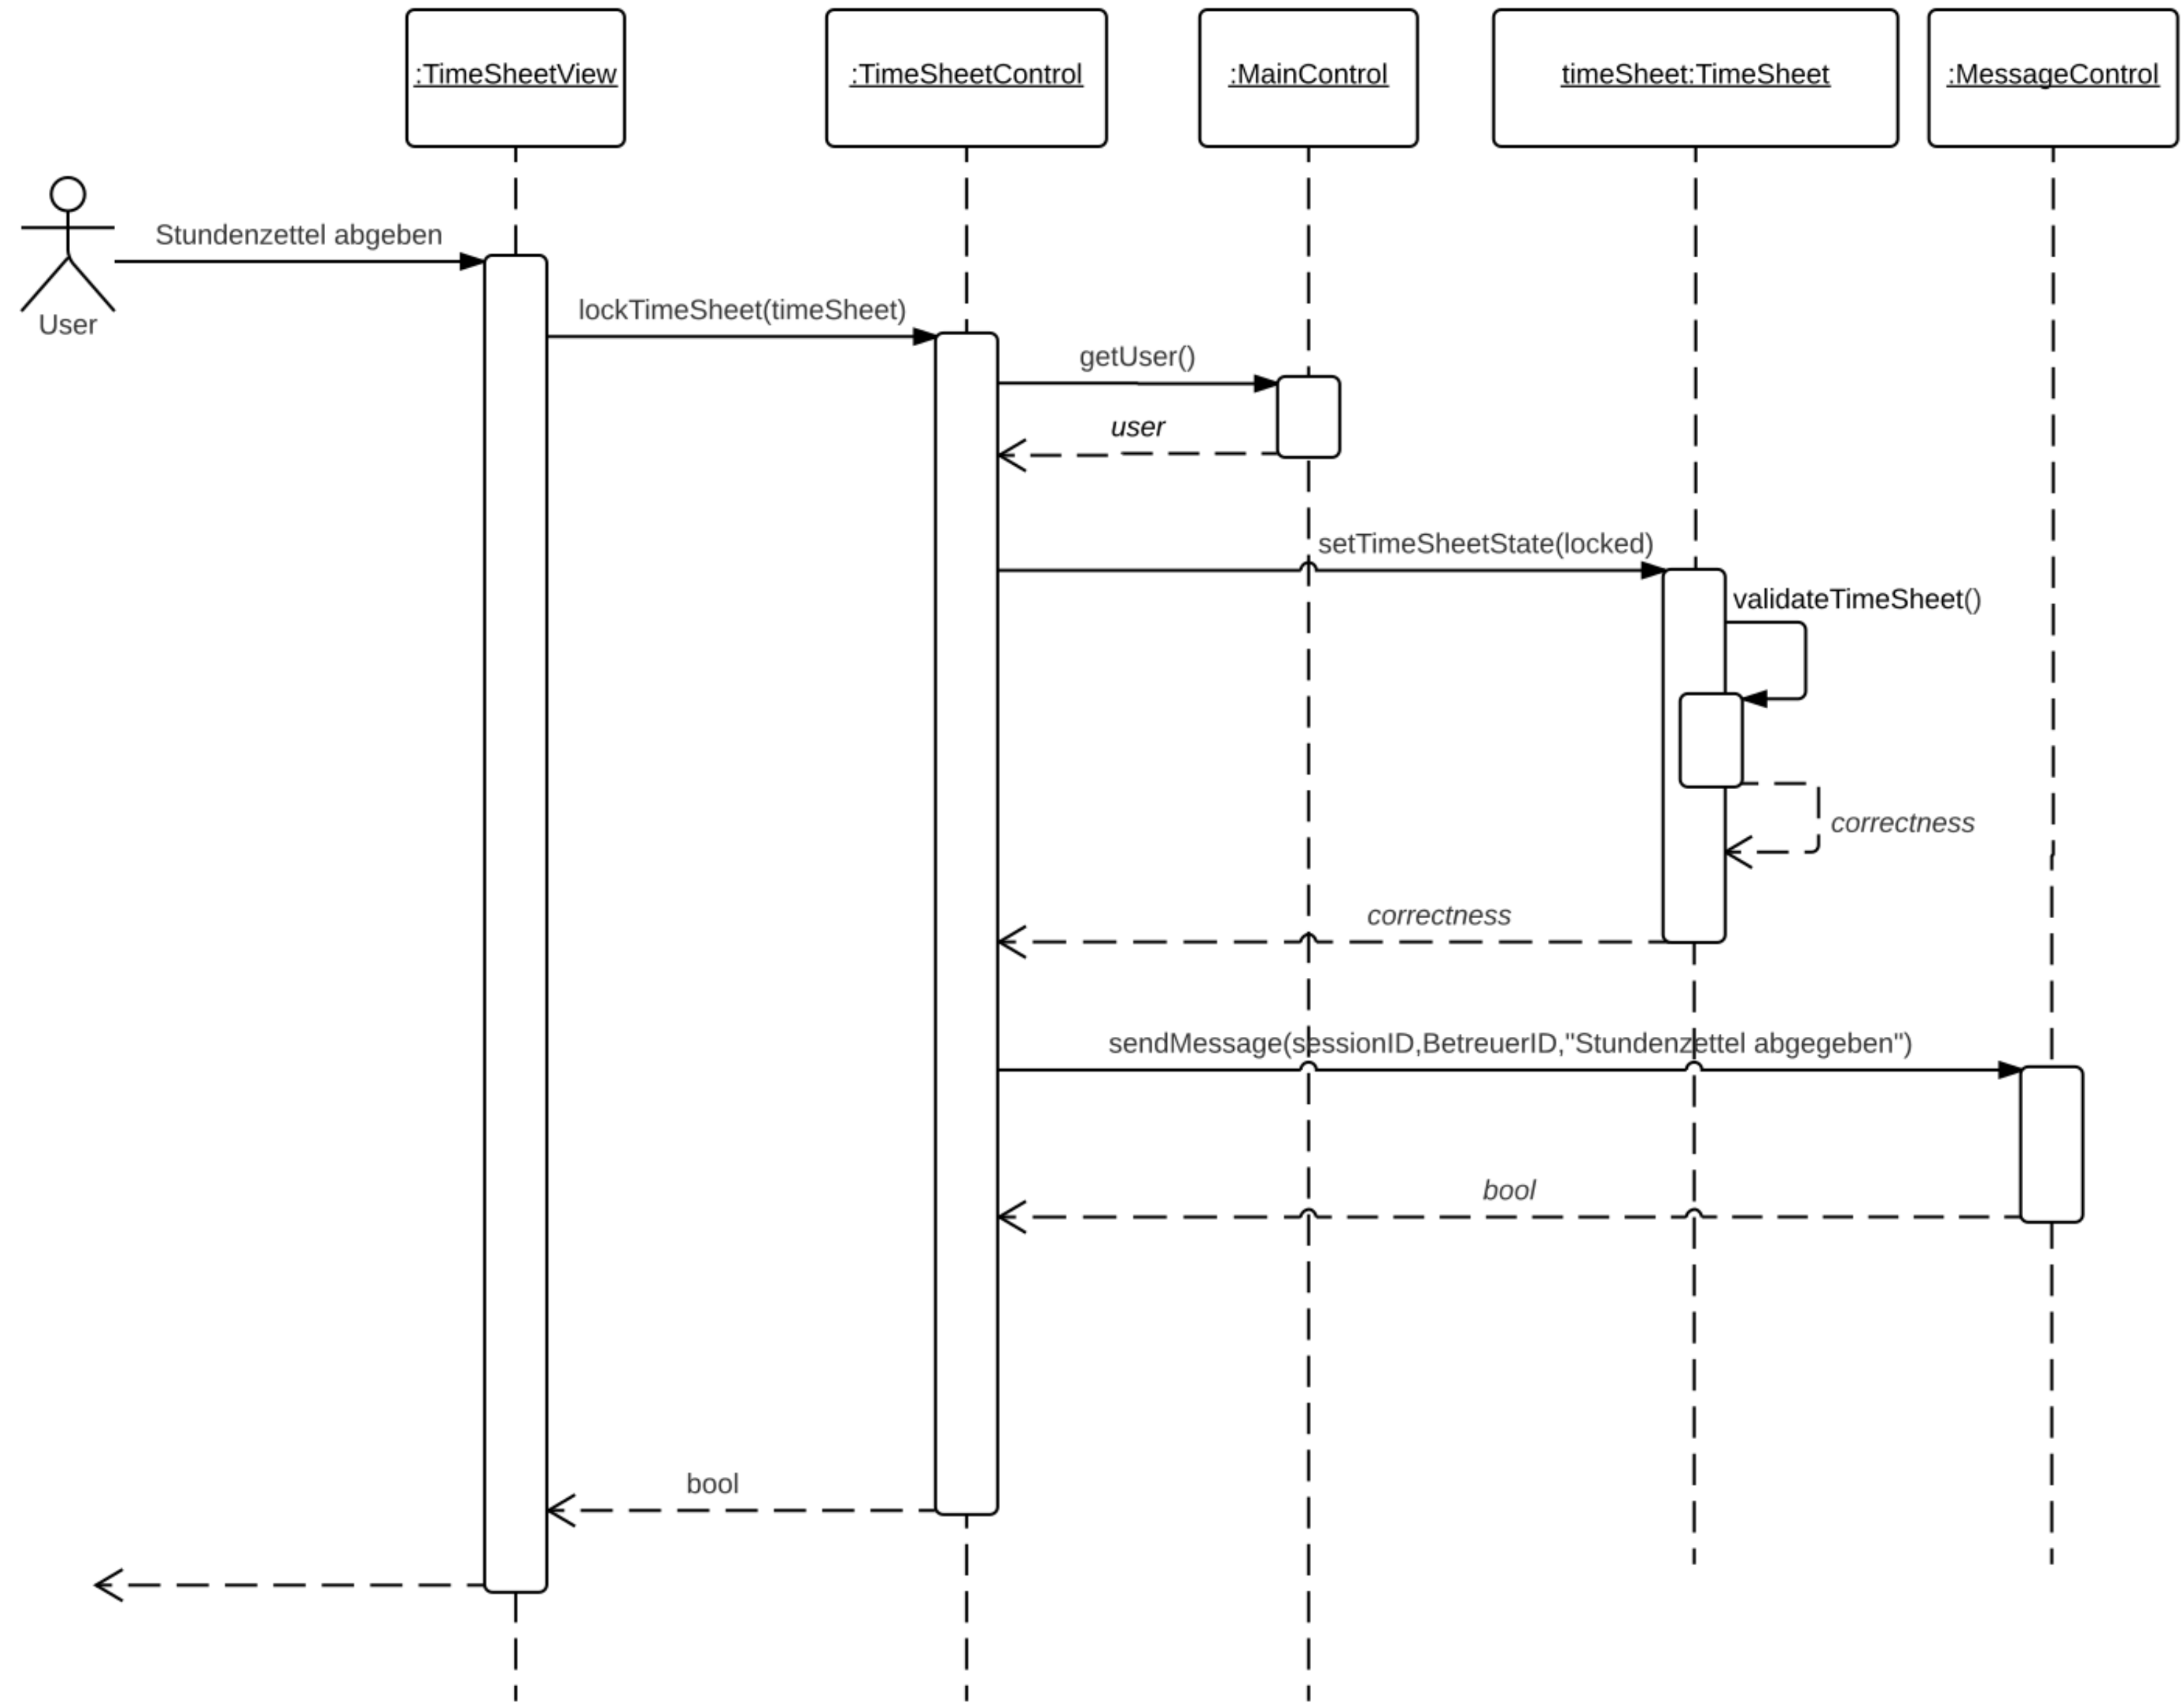 :TimeSheetView
:TimeSheetControl
:MainControl
timeSheet:TimeSheet
:MessageControl
Stundenzettel abgeben
User
lockTimeSheet(timeSheet)
getUser()
user
setTimeSheetState(locked)
validateTimeSheet()
correctness
correctness
sendMessage(sessionID,BetreuerID,"Stundenzettel abgegeben")
bool
bool